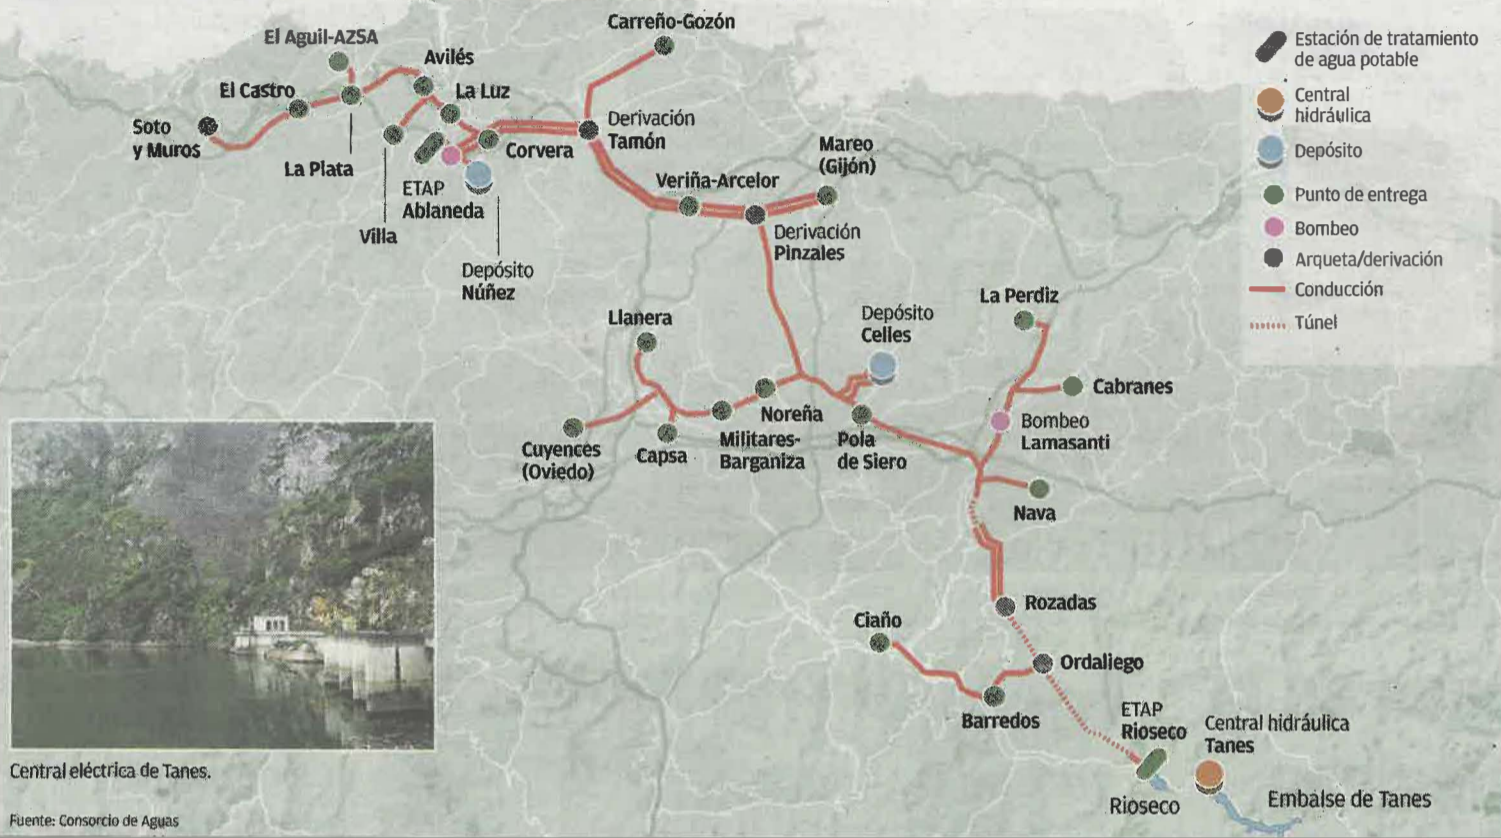 El Aguil-AZSA
Carreño-Gozón
Avilés
El Castro
La Luz
Soto
y Muros
La Plata
Corvera
Derivación
Tamón
ETAP
Ablaneda
Villa
Depósito
Núñez
Veriña-Arcelor
Mareo
(Gijón)
Derivación
Pinzales
Llanera
Depósito
Celles
La Perdiz
Cabranes
Bombeo
Lamasanti
Noreña
Militares-
Barganiza
Pola
de Siero
Cuyences
(Oviedo)
Capsa
Nava
Rozadas
Ciaño
Ordaliego
Barredos
ETAP
Rioseco
Central hidráulica
Tanes
Rioseco
Embalse de Tanes
Estación de tratamiento
de agua potable
Central
hidráulica
Depósito
Punto de entrega
Bombeo
Arqueta/derivación
Conducción
Túnel
Central eléctrica de Tanes.
Fuente: Consorcio de Aguas